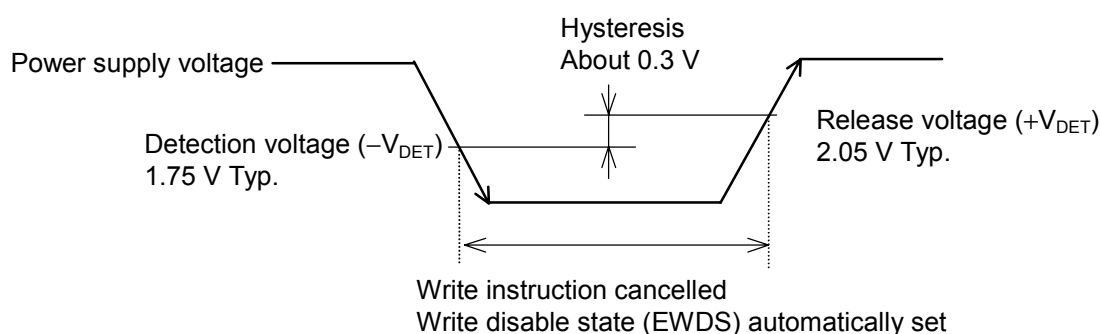 Hysteresis
About 0.3 V
Power supply voltage
Detection voltage (−VDET)
1.75 V Typ.
Release voltage (+VDET)
2.05 V Typ.
Write instruction cancelled
Write disable state (EWDS) automatically set